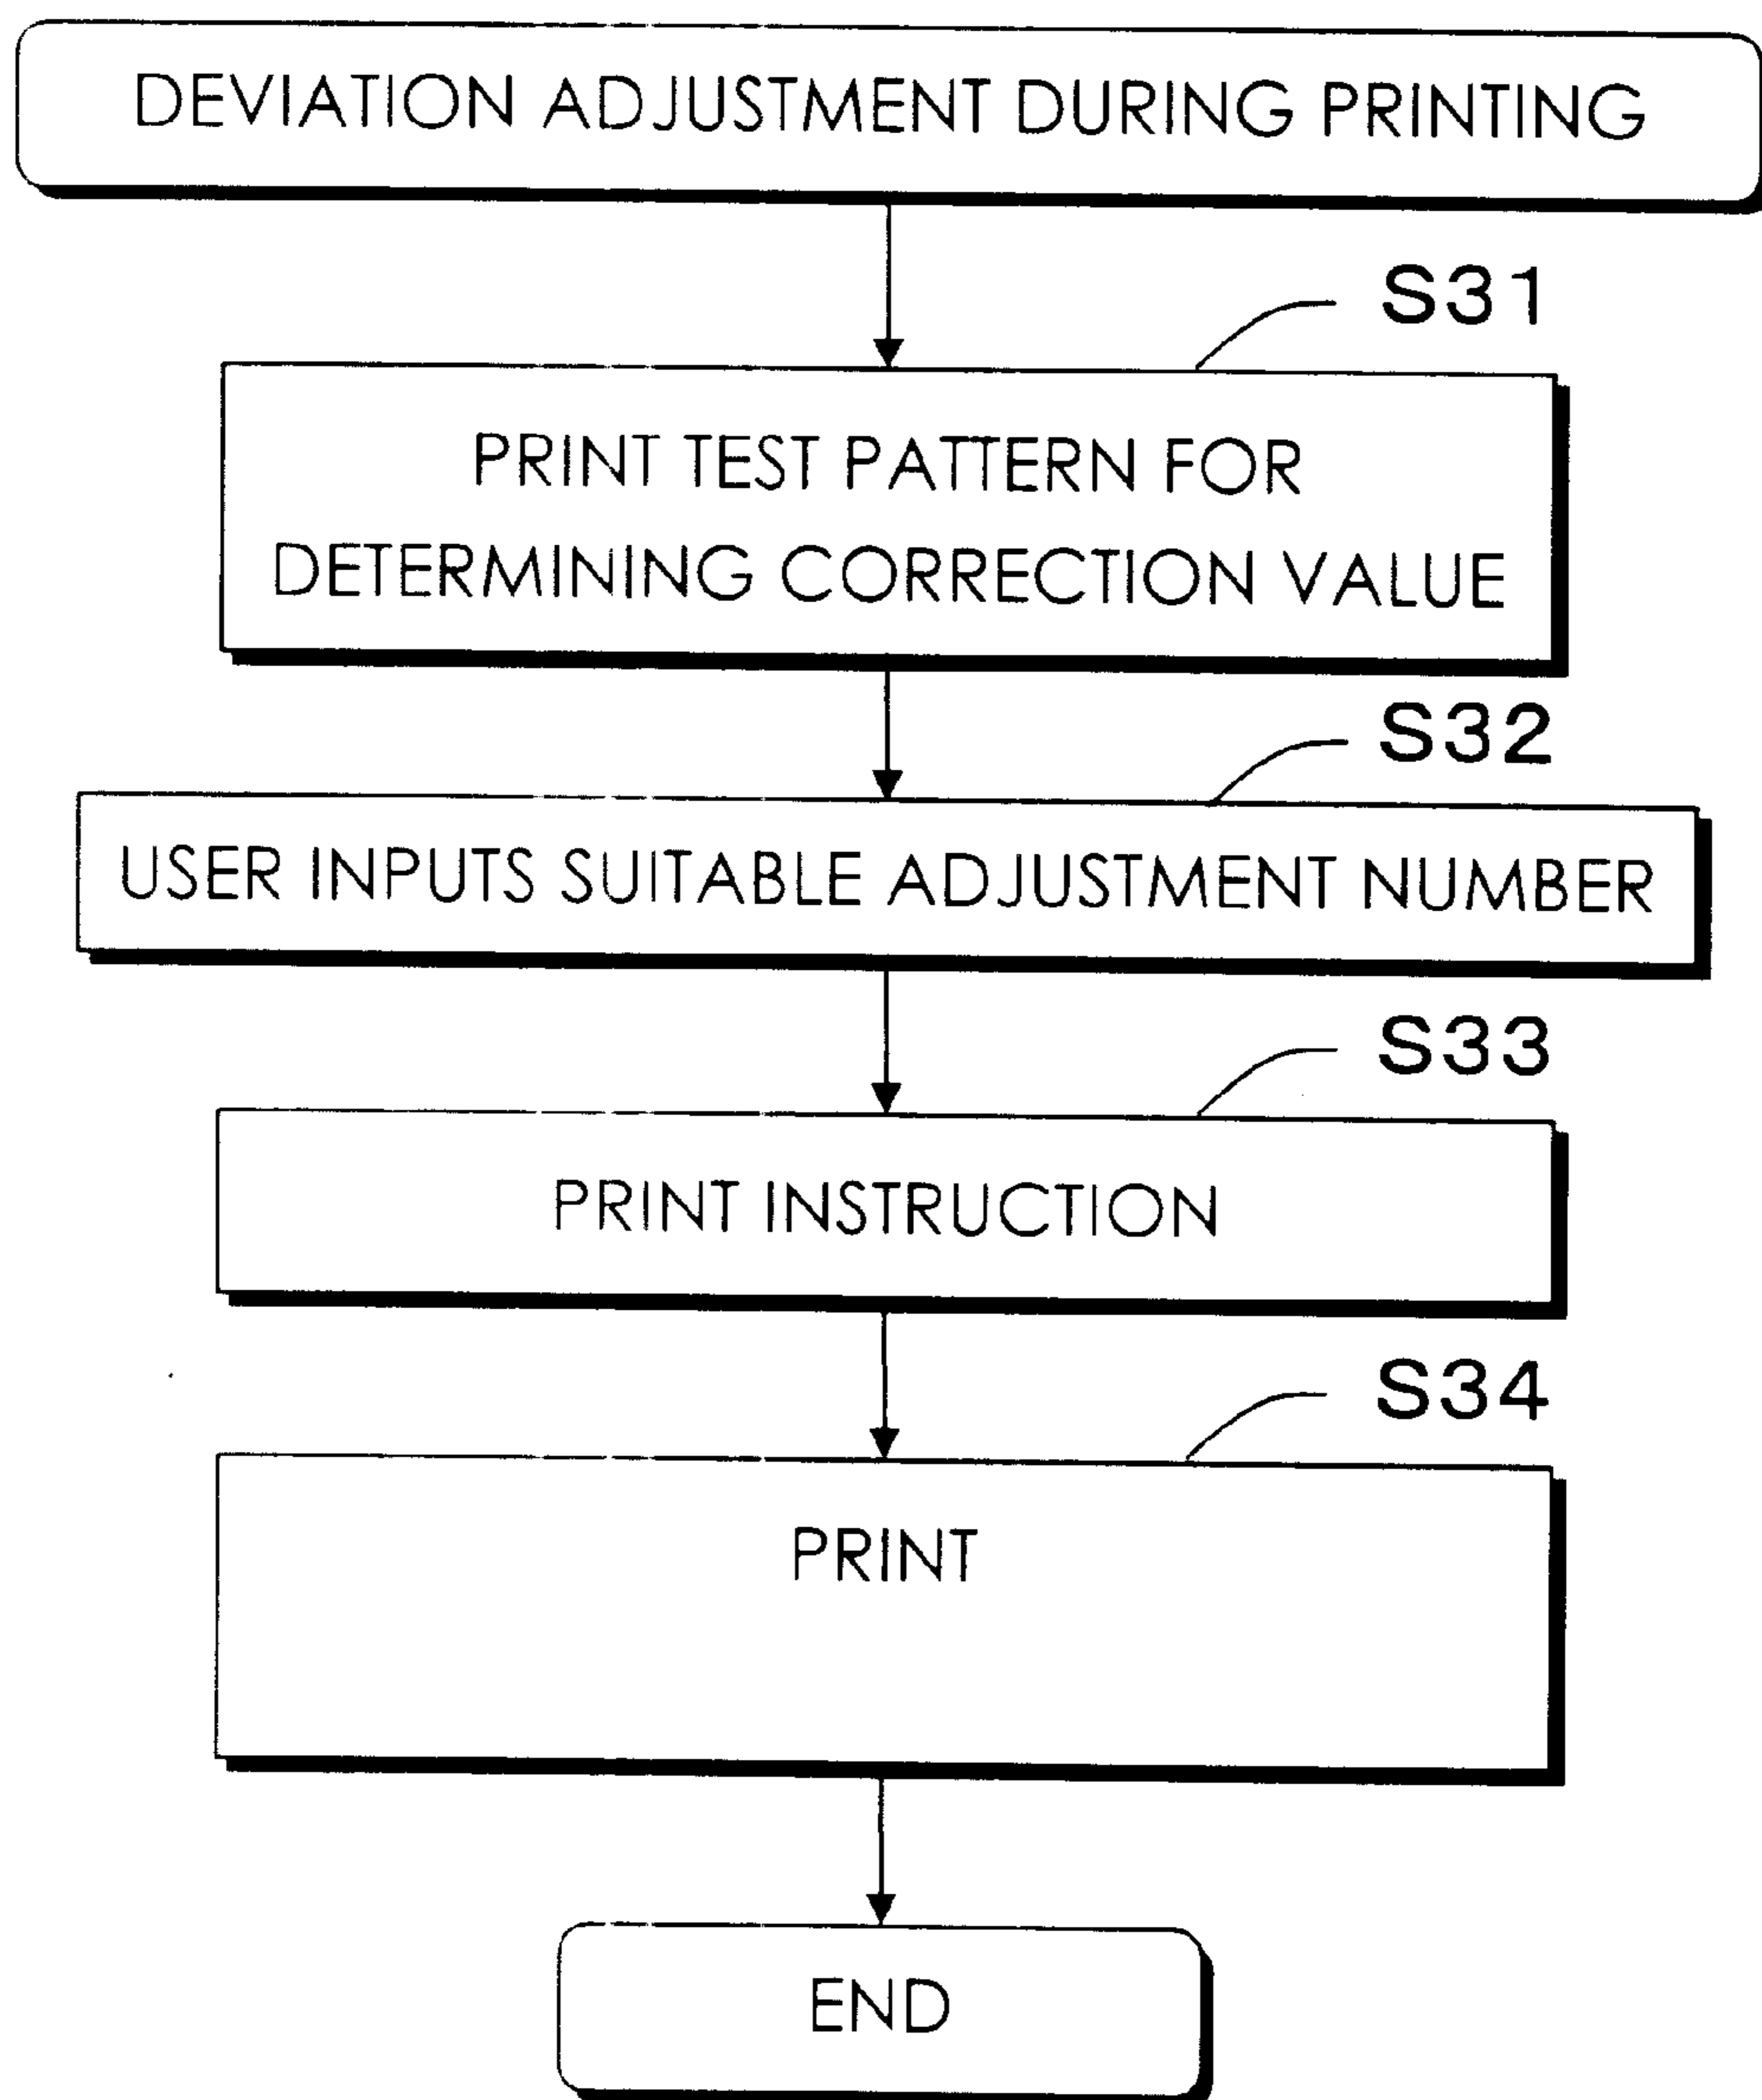 DEVIATION ADJUSTMENT DURING PRINTING
S31
PRINT TEST PATTERN FOR
DETERMINING CORRECTION VALUE
S32
USER INPUTS SUITABLE ADJUSTMENT NUMBER
S33
PRINT INSTRUCTION
S34
PRINT
END